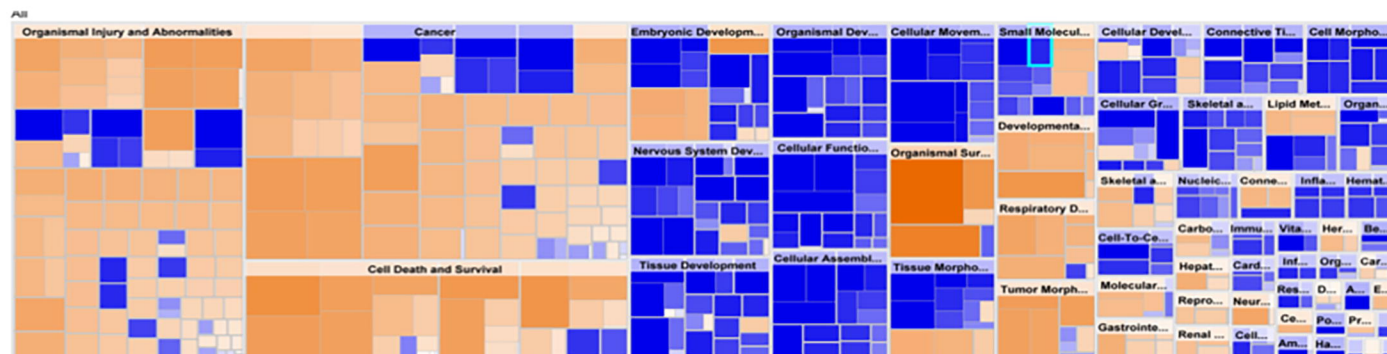 All
Organismal Injury and Abnormalities
Cancer
Embryonic Developm...
Organismal Dev...
Cellular Movem...
Small Molecul...
Cellular Devel...
Connective Ti...
Cell Morpho...
Cellular Gr...
Skeletal a...
Lipid Met...
Organ...
Developmenta...
Nervous System Dev...
Cellular Functio...
Organismal Sur...
Skeletal a...
Nucleic...
Conne...
Infla...
Hemat...
Respiratory D...
Carbo...
Immu...
Vita...
Her...
Be...
Cell-To-Ce...
Cell Death and Survival
Tissue Development
Cellular Assembl...
Tissue Morpho...
Hepat...
Card...
Inf...
Org...
Car...
Molecular...
Tumor Morph...
Res...
D...
A...
E...
Repro...
Neur...
Ce...
Po...
Pr...
Gastrointe...
Renal ...
Cell...
Am...
Ha...